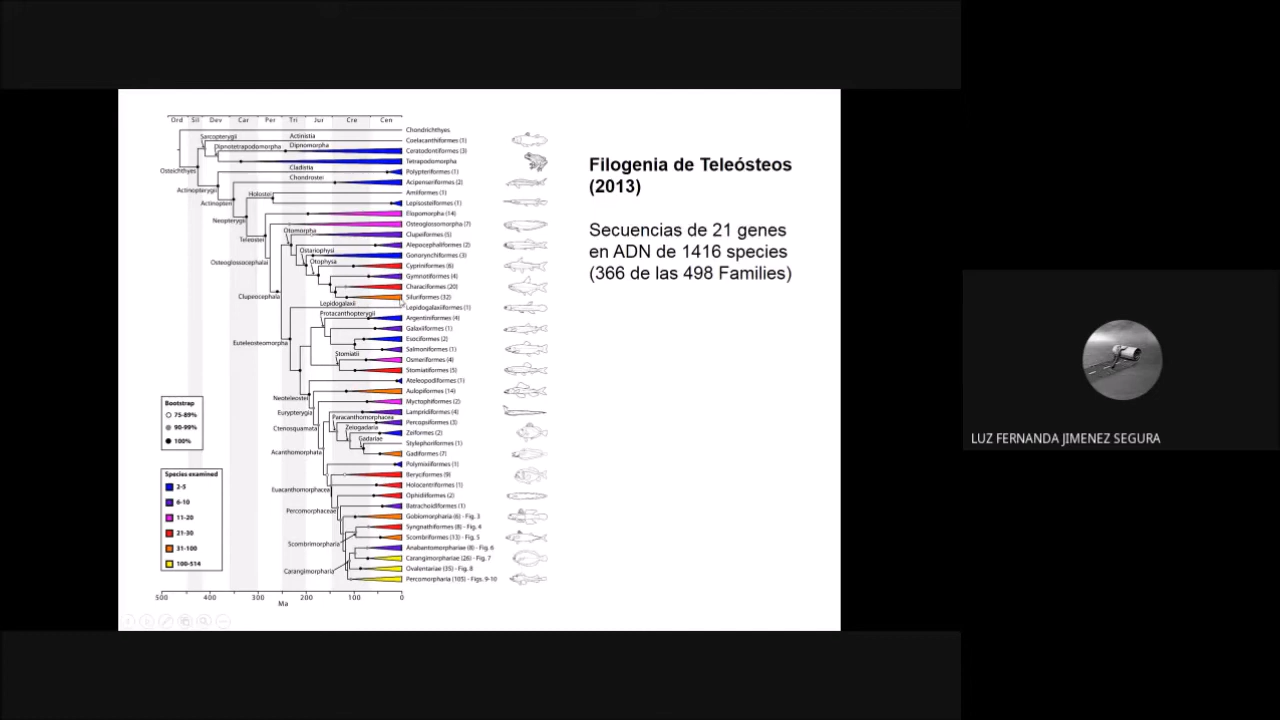 Ord Sil Dev Car Per Tri Jur Cre Cen
Chondrichthyes
Sarcopterygii
Actinistia
Coelacanthiformes (1)
Dipnotetrapodomorpha
Dipnomorpha
Ceratodontiformes (3)
Tetrapodomorpha
Osteichthyes
Cladistia
Polypteriformes (1)
Chondrostei
Acipenseriformes (2)
Actinopterygii
Actinopteri
Holostei
Amiiformes (1)
Lepisosteiformes (1)
Neopterygii
Elopomorpha (14)
Teleostei
Osteoglossomorpha (7)
Otomorpha
Clupeiformes (5)
Alepocephaliformes (2)
Ostariophysi
Gonorynchiformes (3)
Osteoglossocephalai
Otophysa
Cypriniformes (6)
Gymnotiformes (4)
Characiformes (20)
Clupeocephala
Siluriformes (32)
Lepidogalaxii
Lepidogalaxiiformes (1)
Protacanthopterygii
Argentiniformes (4)
Galaxiiformes (1)
Euteleosteomorpha
Esociformes (2)
Salmoniformes (1)
Stomiatii
Osmeriformes (4)
Stomiatiformes (5)
Ateleopodiformes (1)
Aulopiformes (14)
Neoteleostei
Myctophiformes (2)
Eurypterygia
Lampridiformes (4)
Paracanthomorphacea
Percopsiformes (3)
Ctenosquamata
Zeiogadaria
Zeiformes (2)
Gadariae
Stylephoriformes (1)
Acanthomorphata
Gadiformes (7)
Polymixiiformes (1)
Beryciformes (9)
Holocentriformes (1)
Euacanthomorphacea
Ophidiiformes (2)
Batrachoidiformes (1)
Percomorphaceae
Gobiomorpharia (6) - Fig. 3
Syngnathiformes (8) - Fig. 4
Scombriformes (13) - Fig. 5
Scombrimorpharia
Anabantomorphariae (8) - Fig. 6
Carangimorphariae (26) - Fig. 7
Ovalentariae (35) - Fig. 8
Carangimorpharia
Percomorpharia (105) - Figs. 9-10
Bootstrap
75-89%
90-99%
100%
Species examined
2-5
6-10
11-20
21-30
31-100
100-514
500 400 300 200 100 0
Ma
Filogenia de Teleósteos
(2013)
Secuencias de 21 genes
en ADN de 1416 species
(366 de las 498 Families)
LUZ FERNANDA JIMENEZ SEGURA